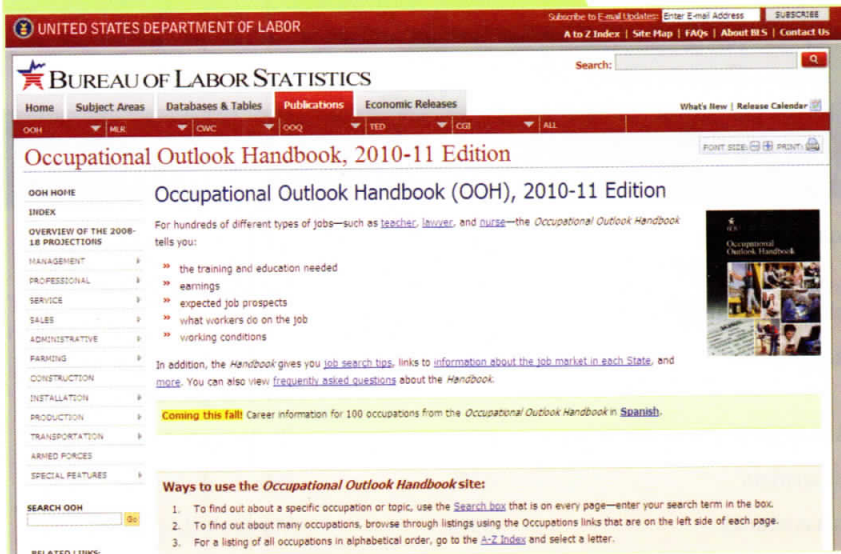 Subscribe to E-mail Updates: Enter E-mail Address SUBSCRIBE
UNITED STATES DEPARTMENT OF LABOR
A to Z Index | Site Map | FAQs | About BLS | Contact Us
BUREAU OF LABOR STATISTICS
Search:
Home Subject Areas Databases & Tables Publications Economic Releases
What's New | Release Calendar
OOH MLR CWC OOQ TED CGI ALL
Occupational Outlook Handbook, 2010-11 Edition
FONT SIZE: PRINT:
OOH HOME
INDEX
OVERVIEW OF THE 2008-
18 PROJECTIONS
MANAGEMENT
PROFESSIONAL
SERVICE
SALES
ADMINISTRATIVE
FARMING
CONSTRUCTION
INSTALLATION
PRODUCTION
TRANSPORTATION
ARMED FORCES
SPECIAL FEATURES
SEARCH OOH
Go
RELATED LINKS:
Occupational Outlook Handbook (OOH), 2010-11 Edition
For hundreds of different types of jobs—such as teacher, lawyer, and nurse—the Occupational Outlook Handbook
tells you:
» the training and education needed
» earnings
» expected job prospects
» what workers do on the job
» working conditions
In addition, the Handbook gives you job search tips, links to information about the job market in each State, and
more. You can also view frequently asked questions about the Handbook.
Occupational
Outlook Handbook
Coming this fall! Career information for 100 occupations from the Occupational Outlook Handbook in Spanish.
Ways to use the Occupational Outlook Handbook site:
1. To find out about a specific occupation or topic, use the Search box that is on every page—enter your search term in the box.
2. To find out about many occupations, browse through listings using the Occupations links that are on the left side of each page.
3. For a listing of all occupations in alphabetical order, go to the A-Z Index and select a letter.